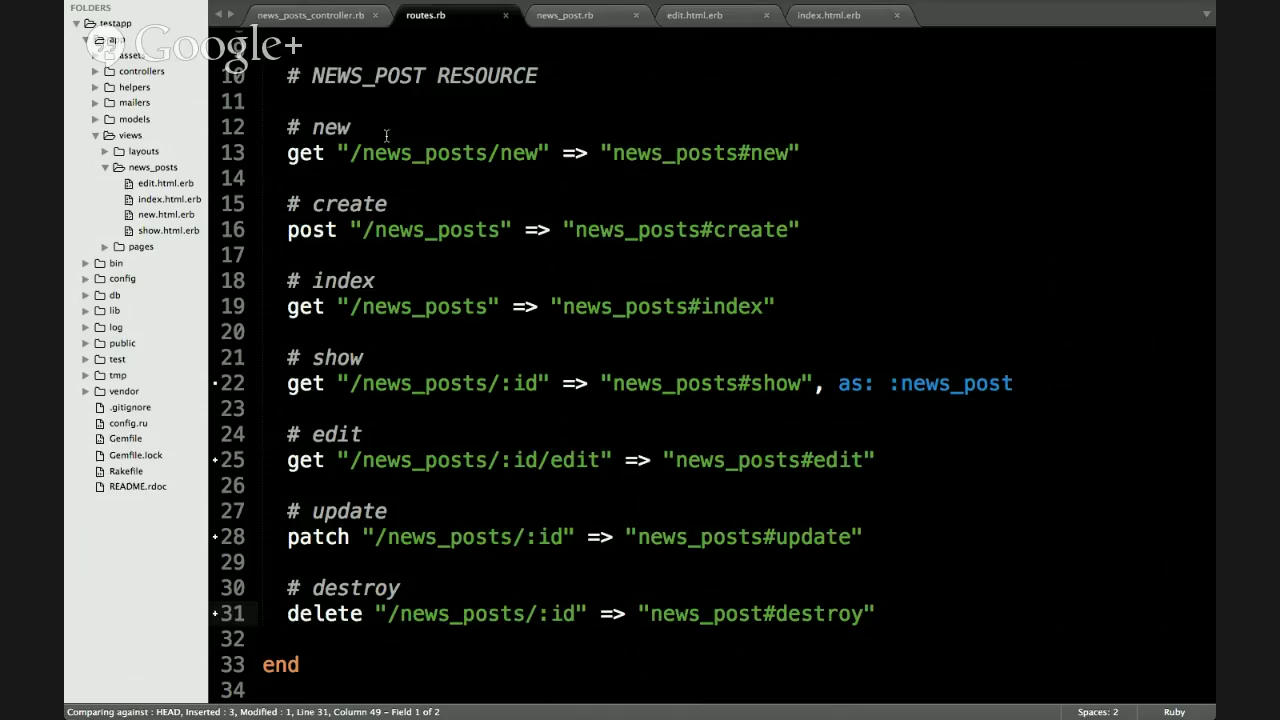 FOLDERS
testapp
app
assets
controllers
helpers
mailers
models
views
layouts
news_posts
edit.html.erb
index.html.erb
new.html.erb
show.html.erb
pages
bin
config
db
lib
log
public
test
tmp
vendor
.gitignore
config.ru
Gemfile
Gemfile.lock
Rakefile
README.rdoc
Google+
news_posts_controller.rb × routes.rb × news_post.rb × edit.html.erb × index.html.erb ×
10 # NEWS_POST RESOURCE
11
12 # new
13 get "/news_posts/new" => "news_posts#new"
14
15 # create
16 post "/news_posts" => "news_posts#create"
17
18 # index
19 get "/news_posts" => "news_posts#index"
20
21 # show
22 get "/news_posts/:id" => "news_posts#show", as: :news_post
23
24 # edit
25 get "/news_posts/:id/edit" => "news_posts#edit"
26
27 # update
28 patch "/news_posts/:id" => "news_posts#update"
29
30 # destroy
31 delete "/news_posts/:id" => "news_post#destroy"
32
33 end
34
Comparing against : HEAD, Inserted : 3, Modified : 1, Line 31, Column 49 - Field 1 of 2 Spaces: 2 Ruby